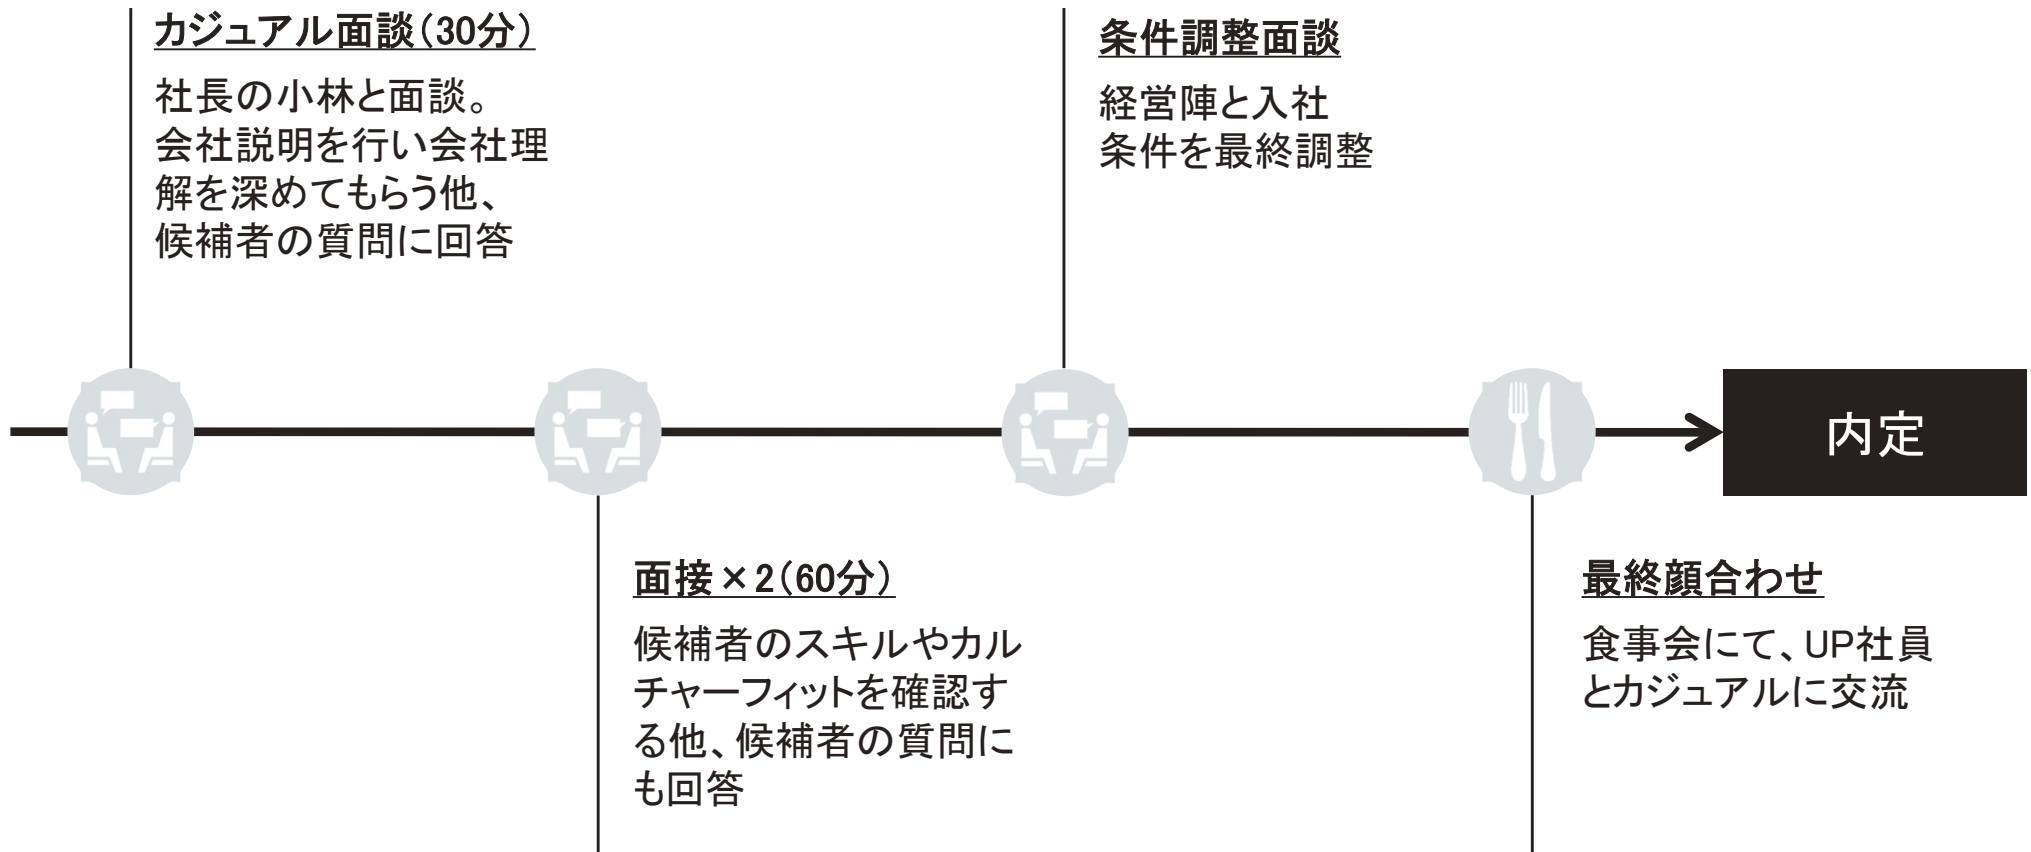 カジュアル面談（30分）
社長の小林と面談。
会社説明を行い会社理
解を深めてもらう他、
候補者の質問に回答
条件調整面談
経営陣と入社
条件を最終調整
内定
面接×2（60分）
候補者のスキルやカル
チャーフィットを確認す
る他、候補者の質問に
も回答
最終顔合わせ
食事会にて、UP社員
とカジュアルに交流